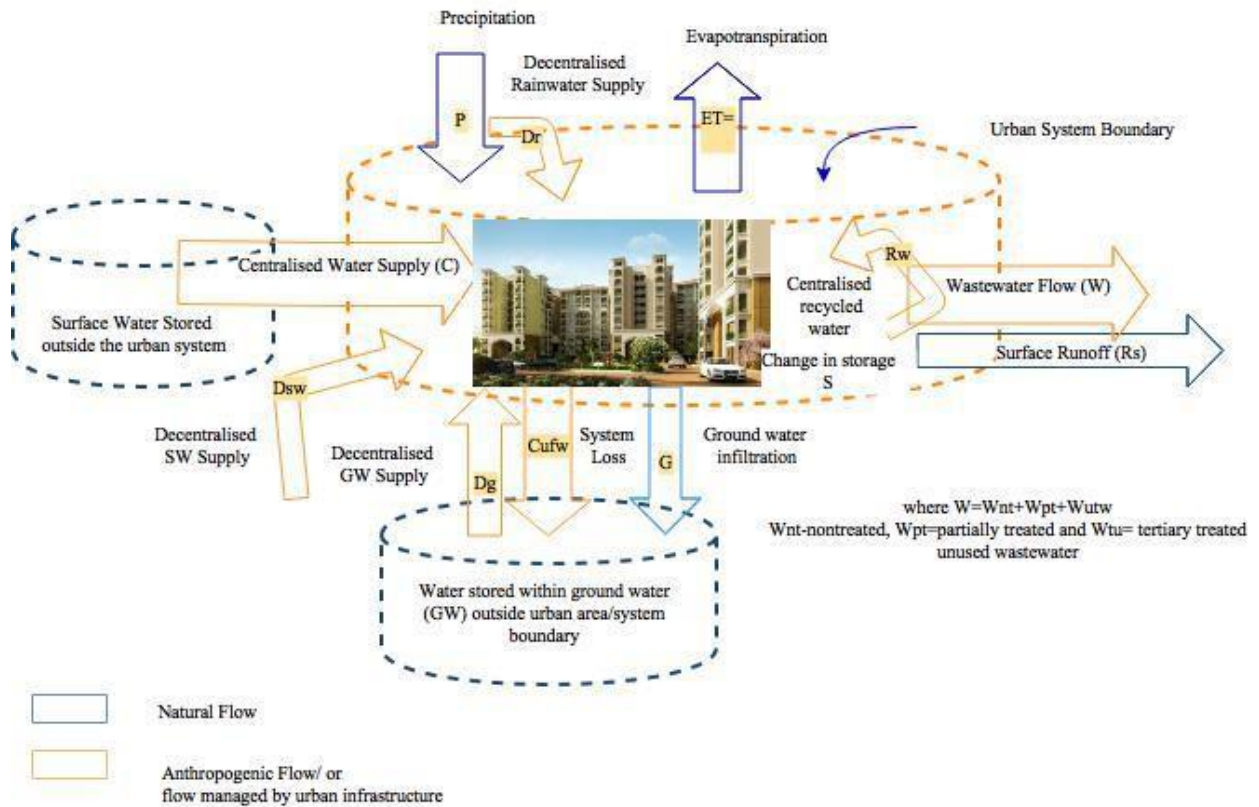 Precipitation
Evapotranspiration
Decentralised
Rainwater Supply
P
Dr
ET=
Urban System Boundary
Centralised Water Supply (C)
Rw
Centralised
recycled
water
Wastewater Flow (W)
Surface Water Stored
outside the urban system
Surface Runoff (Rs)
Change in storage
S
Dsw
Decentralised
SW Supply
Decentralised
GW Supply
Dg
Cufw
System
Loss
G
Ground water
infiltration
where W=Wnt+Wpt+Wutw
Wnt-nontreated, Wpt=partially treated and Wtu= tertiary treated
unused wastewater
Water stored within ground water
(GW) outside urban area/system
boundary
Natural Flow
Anthropogenic Flow/ or
flow managed by urban infrastructure